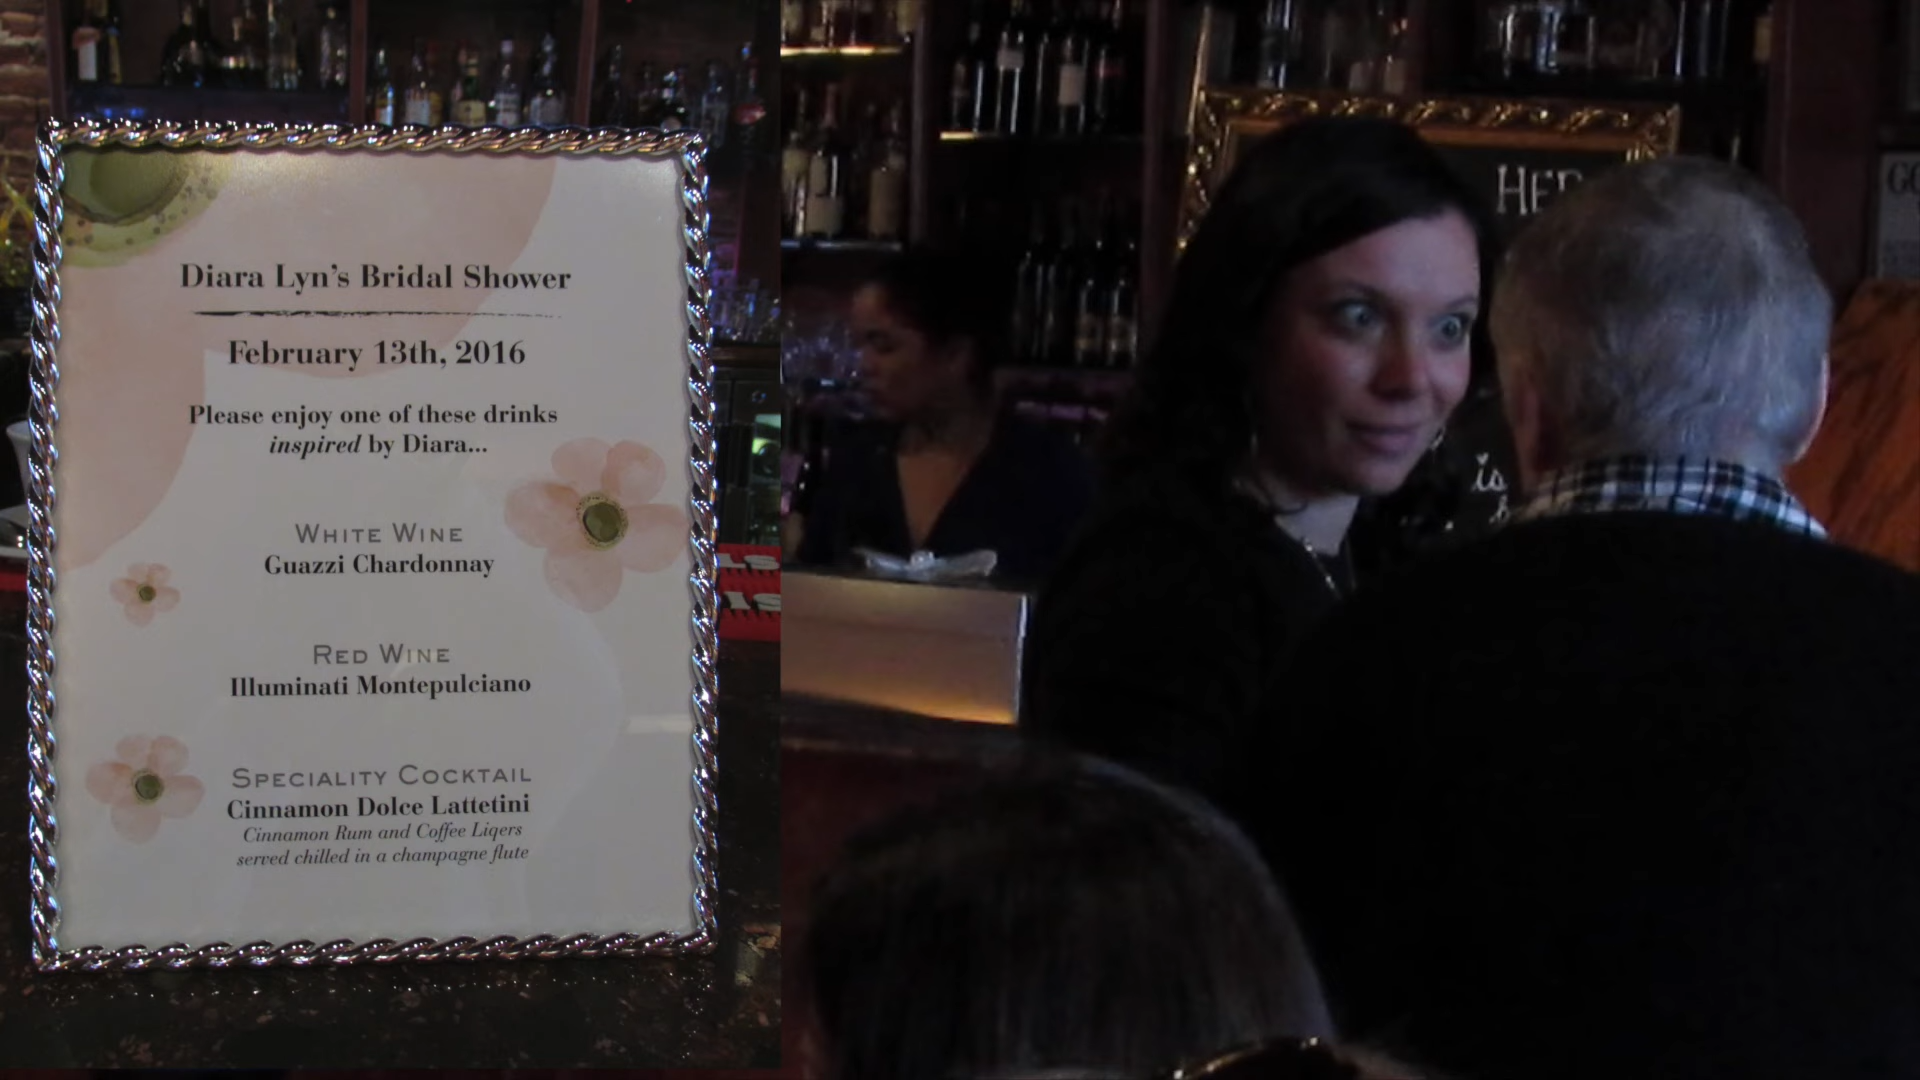 Diara Lyn's Bridal Shower
February 13th, 2016
Please enjoy one of these drinks
inspired by Diara...
WHITE WINE
Guazzi Chardonnay
RED WINE
Illuminati Montepulciano
SPECIALITY COCKTAIL
Cinnamon Dolce Lattetini
Cinnamon Rum and Coffee Liqers
served chilled in a champagne flute
is